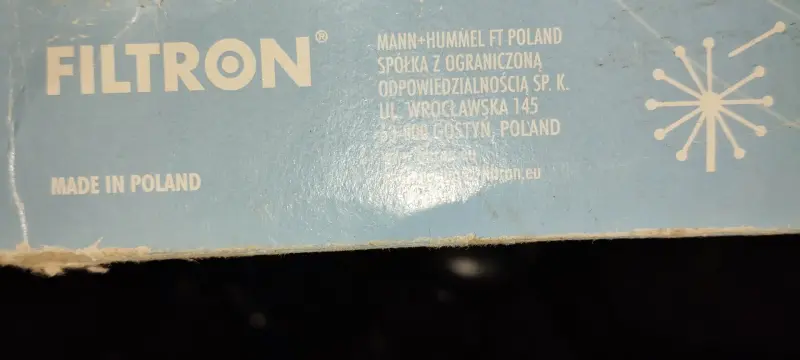 FILTRON®
MADE IN POLAND
MANN+HUMMEL FT POLAND
SPÓŁKA Z OGRANICZONĄ
ODPOWIEDZIALNOŚCIĄ SP. K.
UL. WROCŁAWSKA 145
GOSTYŃ, POLAND